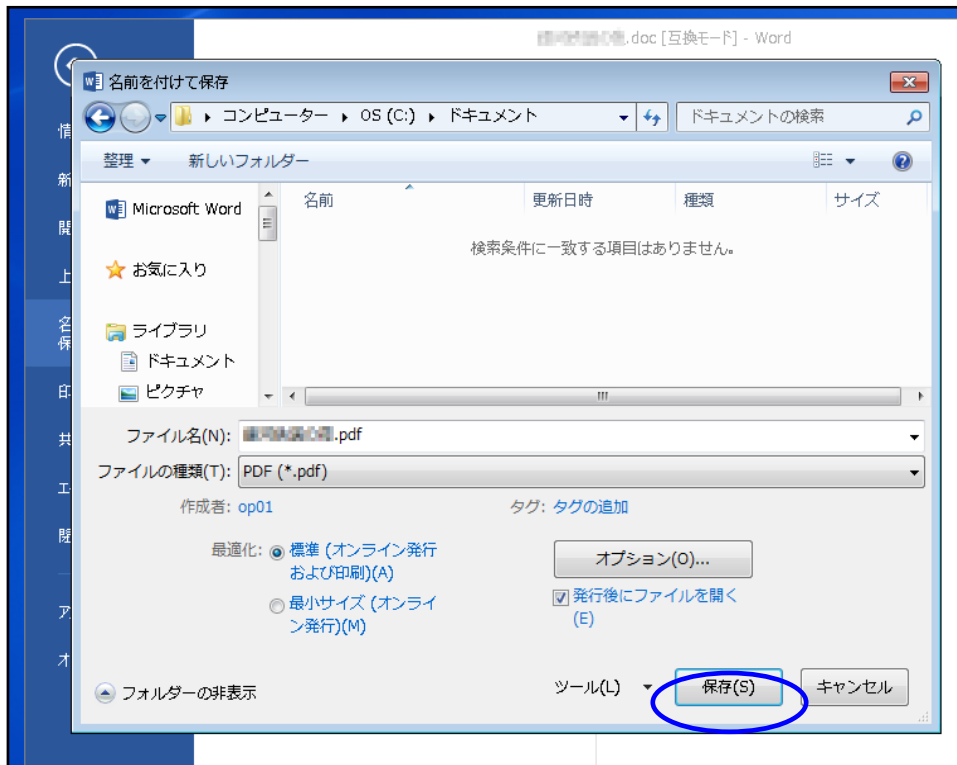 .doc [互換モード] - Word
名前を付けて保存
コンピューター OS (C:) ドキュメント
ドキュメントの検索
整理 新しいフォルダー
名前 更新日時 種類 サイズ
Microsoft Word
検索条件に一致する項目はありません。
お気に入り
ライブラリ
ドキュメント
ピクチャ
情
新
開
上
名
保
印
共
エ
閉
ア
オ
ファイル名(N): .pdf
ファイルの種類(T): PDF (*.pdf)
作成者: op01
タグ: タグの追加
最適化: 標準 (オンライン発行
および印刷)(A)
最小サイズ (オンライ
ン発行)(M)
オプション(O)...
発行後にファイルを開く
(E)
フォルダーの非表示
ツール(L) 保存(S) キャンセル